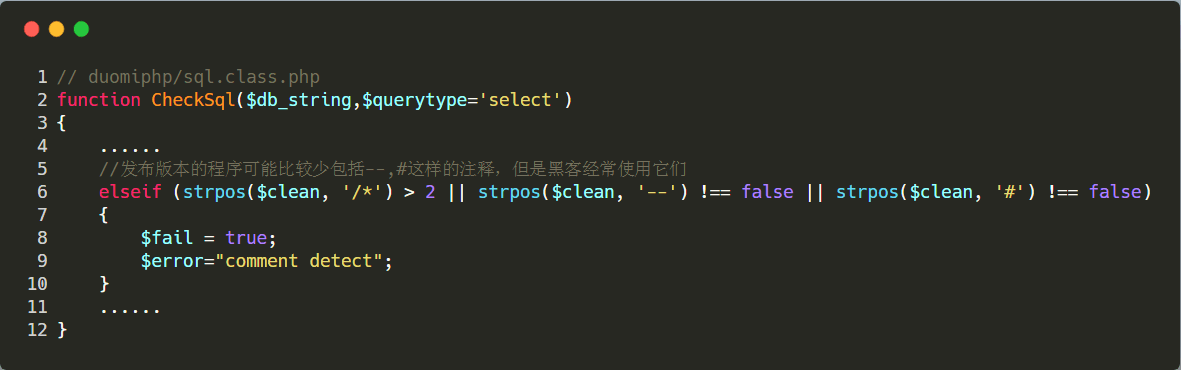 1 // duomiphp/sql.class.php
2 function CheckSql($db_string,$querytype='select')
3 {
4     ......
5     //发布版本的程序可能比较少包括--,#这样的注释，但是黑客经常使用它们
6     elseif (strpos($clean, '/*') > 2 || strpos($clean, '--') !== false || strpos($clean, '#') !== false)
7     {
8         $fail = true;
9         $error="comment detect";
10     }
11     ......
12 }